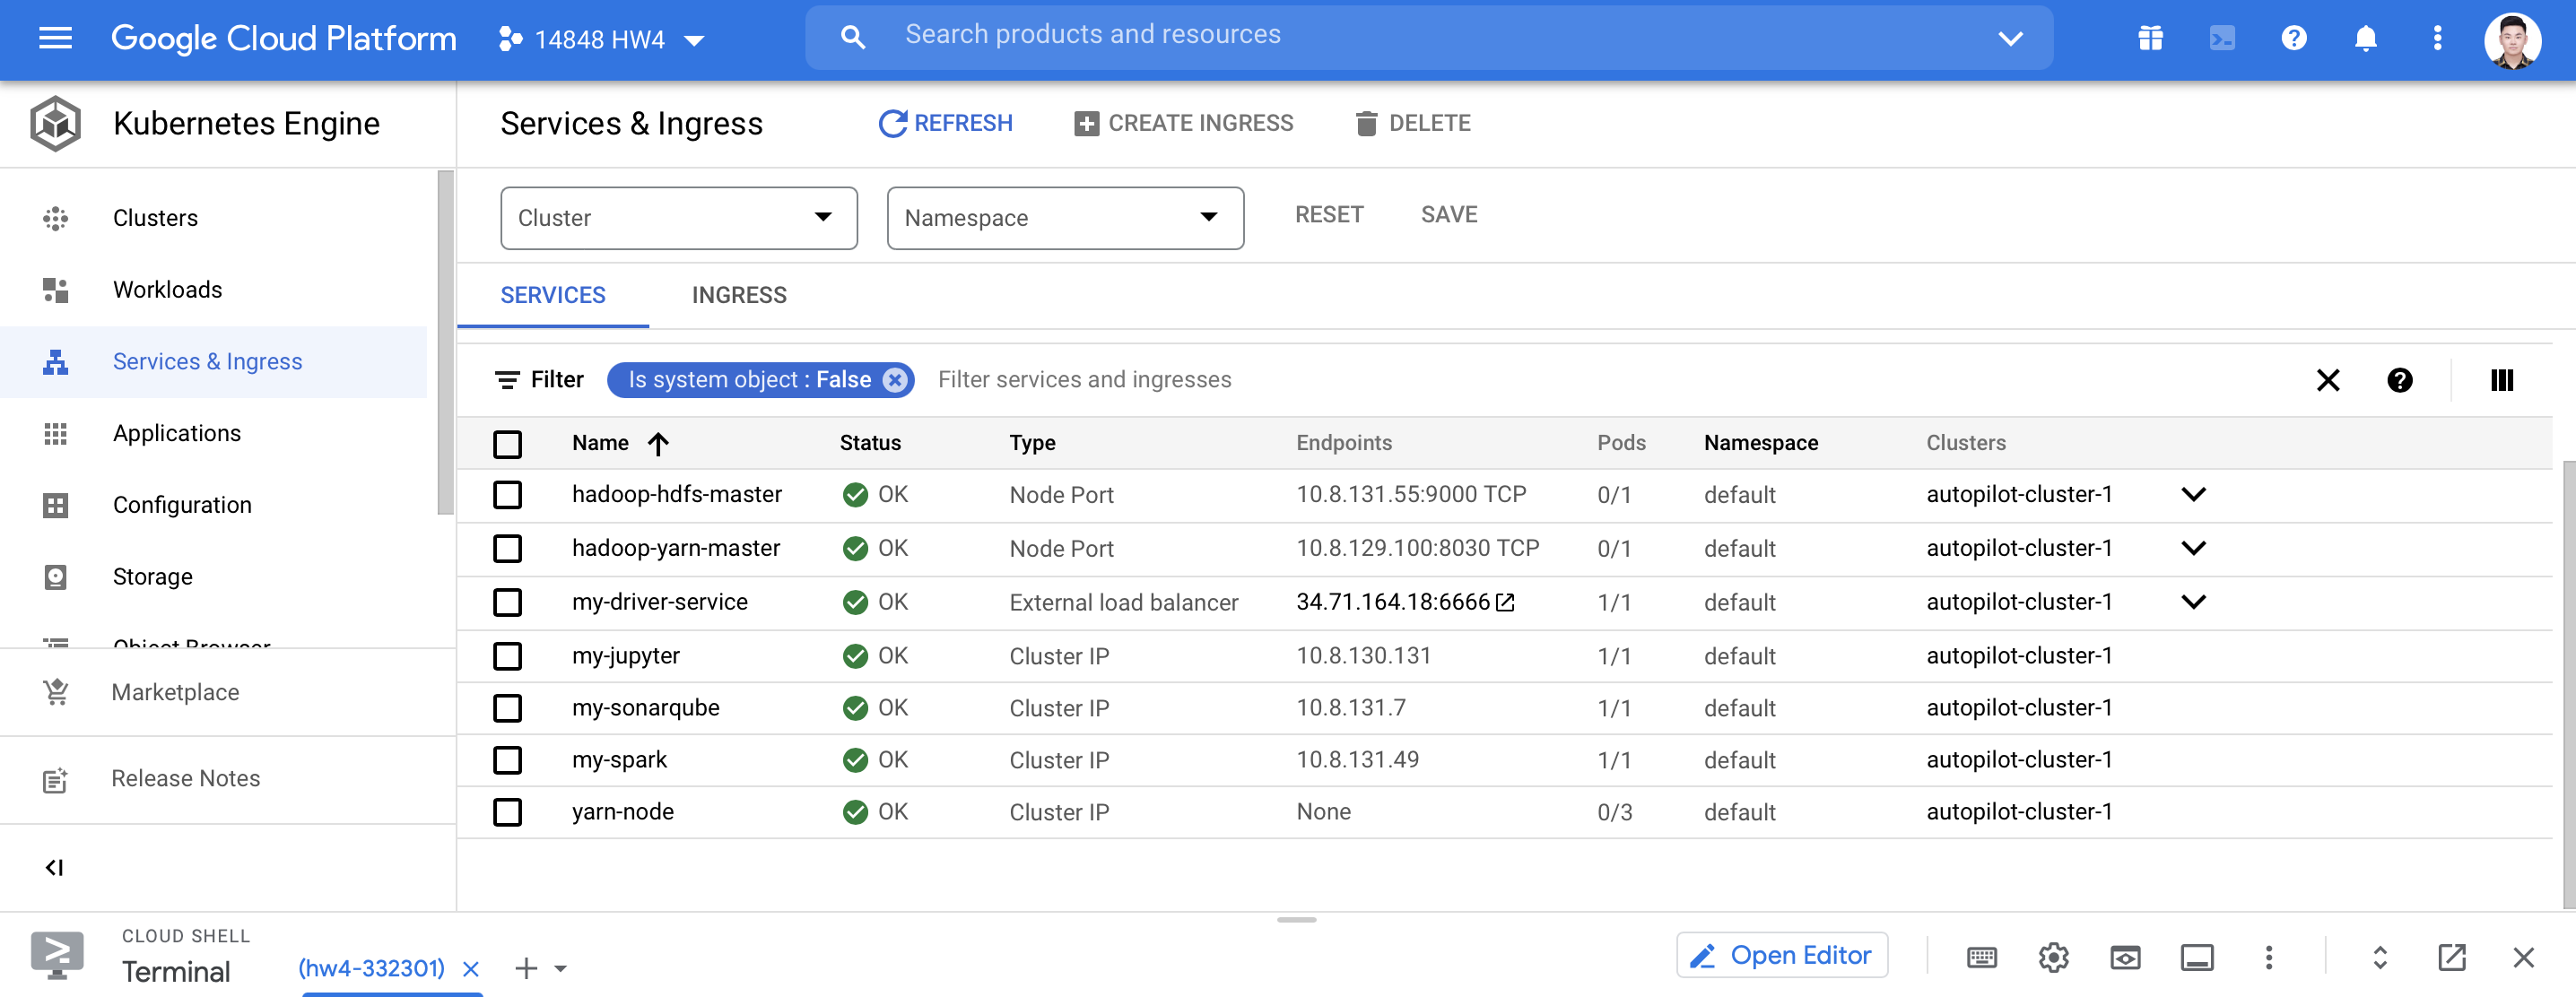 Google Cloud Platform
14848 HW4
Search products and resources
Kubernetes Engine
Services & Ingress
REFRESH
CREATE INGRESS
DELETE
Clusters
Workloads
Services & Ingress
Applications
Configuration
Storage
Object Browser
Marketplace
Release Notes
Cluster
Namespace
RESET
SAVE
SERVICES
INGRESS
Filter
Is system object : False
Filter services and ingresses
Name Status Type Endpoints Pods Namespace Clusters
hadoop-hdfs-master OK Node Port 10.8.131.55:9000 TCP 0/1 default autopilot-cluster-1
hadoop-yarn-master OK Node Port 10.8.129.100:8030 TCP 0/1 default autopilot-cluster-1
my-driver-service OK External load balancer 34.71.164.18:6666 1/1 default autopilot-cluster-1
my-jupyter OK Cluster IP 10.8.130.131 1/1 default autopilot-cluster-1
my-sonarqube OK Cluster IP 10.8.131.7 1/1 default autopilot-cluster-1
my-spark OK Cluster IP 10.8.131.49 1/1 default autopilot-cluster-1
yarn-node OK Cluster IP None 0/3 default autopilot-cluster-1
CLOUD SHELL
Terminal
(hw4-332301)
Open Editor